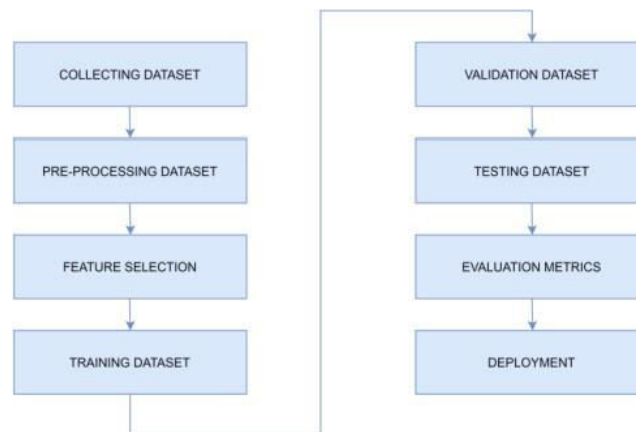 COLLECTING DATASET
PRE-PROCESSING DATASET
FEATURE SELECTION
TRAINING DATASET
VALIDATION DATASET
TESTING DATASET
EVALUATION METRICS
DEPLOYMENT